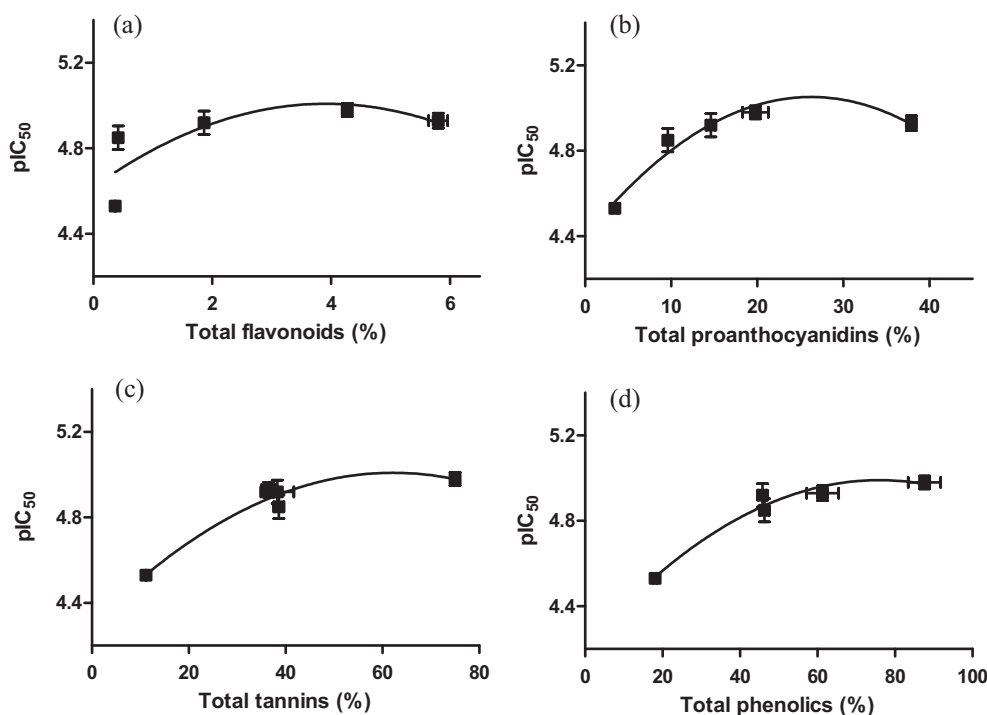 (a)
pIC50
5.2
4.8
4.4
0 2 4 6
Total flavonoids (%)
(b)
pIC50
5.2
4.8
4.4
0 10 20 30 40
Total proanthocyanidins (%)
(c)
pIC50
5.2
4.8
4.4
0 20 40 60 80
Total tannins (%)
(d)
pIC50
5.2
4.8
4.4
0 20 40 60 80 100
Total phenolics (%)